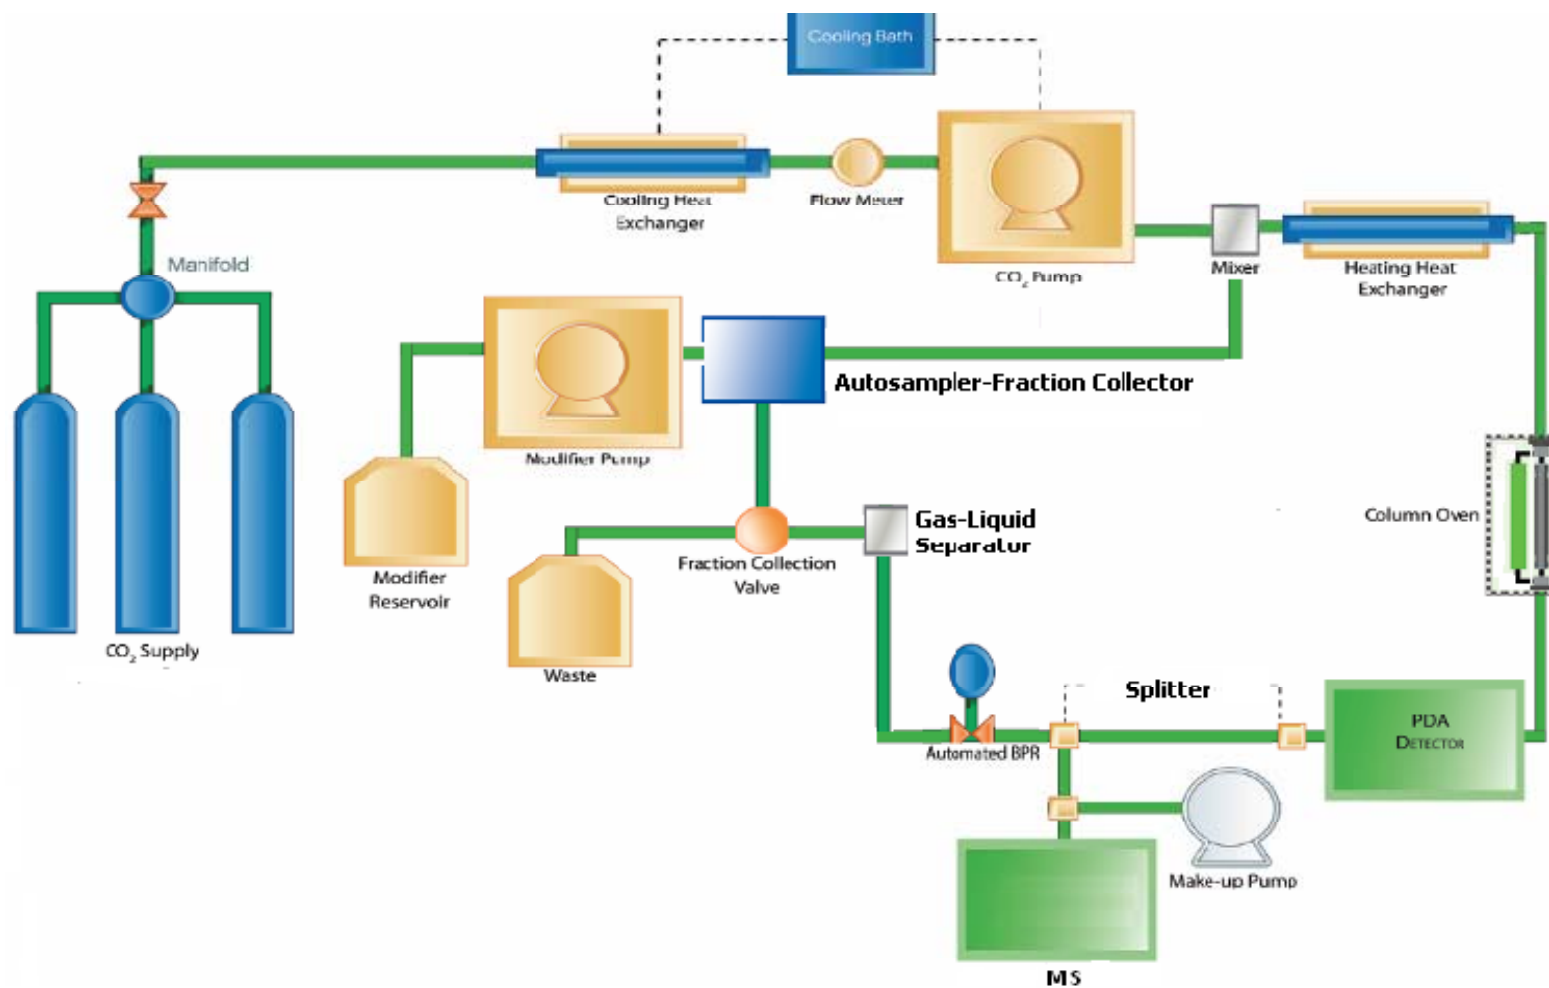 Cooling Bath
Cooling Heat
Exchanger
Flow Meter
CO2 Pump
Mixer
Heating Heat
Exchanger
Manifold
Modifier Pump
Autosampler-Fraction Collector
Gas-Liquid
Separator
Column Oven
Fraction Collection
Valve
Modifier
Reservoir
CO2 Supply
Waste
Splitter
PDA
DETECTOR
Automated BPR
Make-up Pump
MS